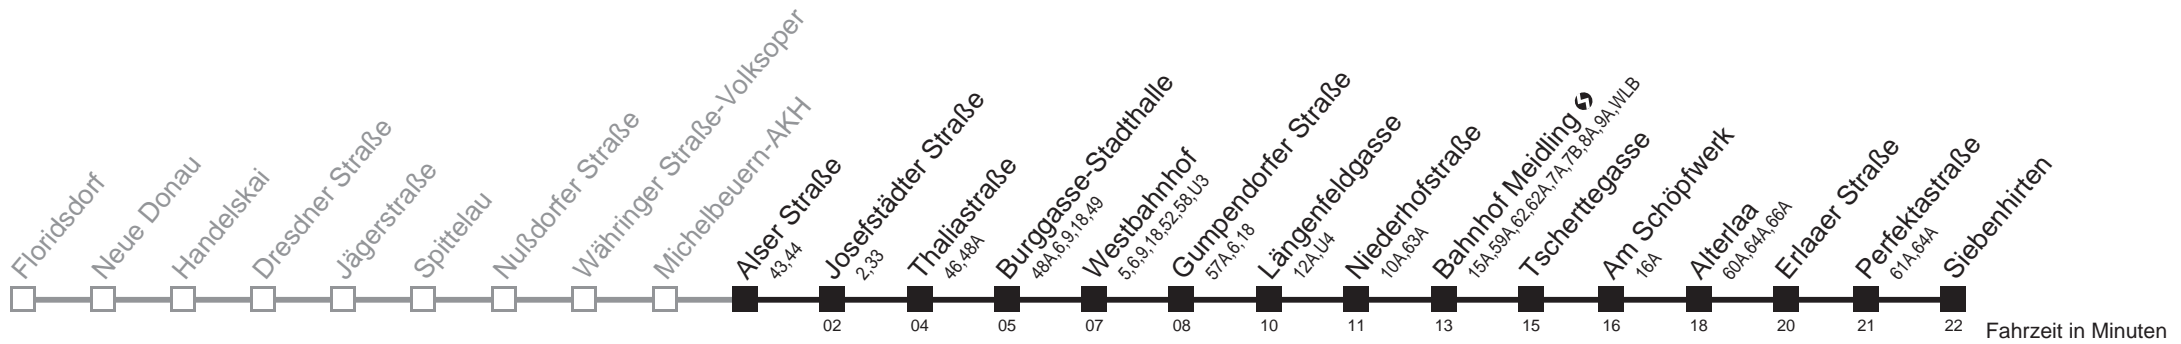 Floridsdorf
Neue Donau
Handelskai
Dresdner Straße
Jägerstraße
Spittelau
Nußdorfer Straße
Währinger Straße-Volksoper
Michelbeuern-AKH
Alser Straße
43,44
Josefstädter Straße
2,33
Thaliastraße
46,48A
Burggasse-Stadthalle
48A,6,9,18,49
Westbahnhof
5,6,9,18,52,58,U3
Gumpendorfer Straße
57A,6,18
Längenfeldgasse
12A,U4
Niederhofstraße
10A,63A
Bahnhof Meidling
15A,59A,62,62A,7A,7B,8A,9A,WLB
Tscherttegasse
Am Schöpfwerk
16A
Alterlaa
60A,64A,66A
Erlaaer Straße
Perfektastraße
61A,64A
Siebenhirten
02 04 05 07 08 10 11 13 15 16 18 20 21 22 Fahrzeit in Minuten